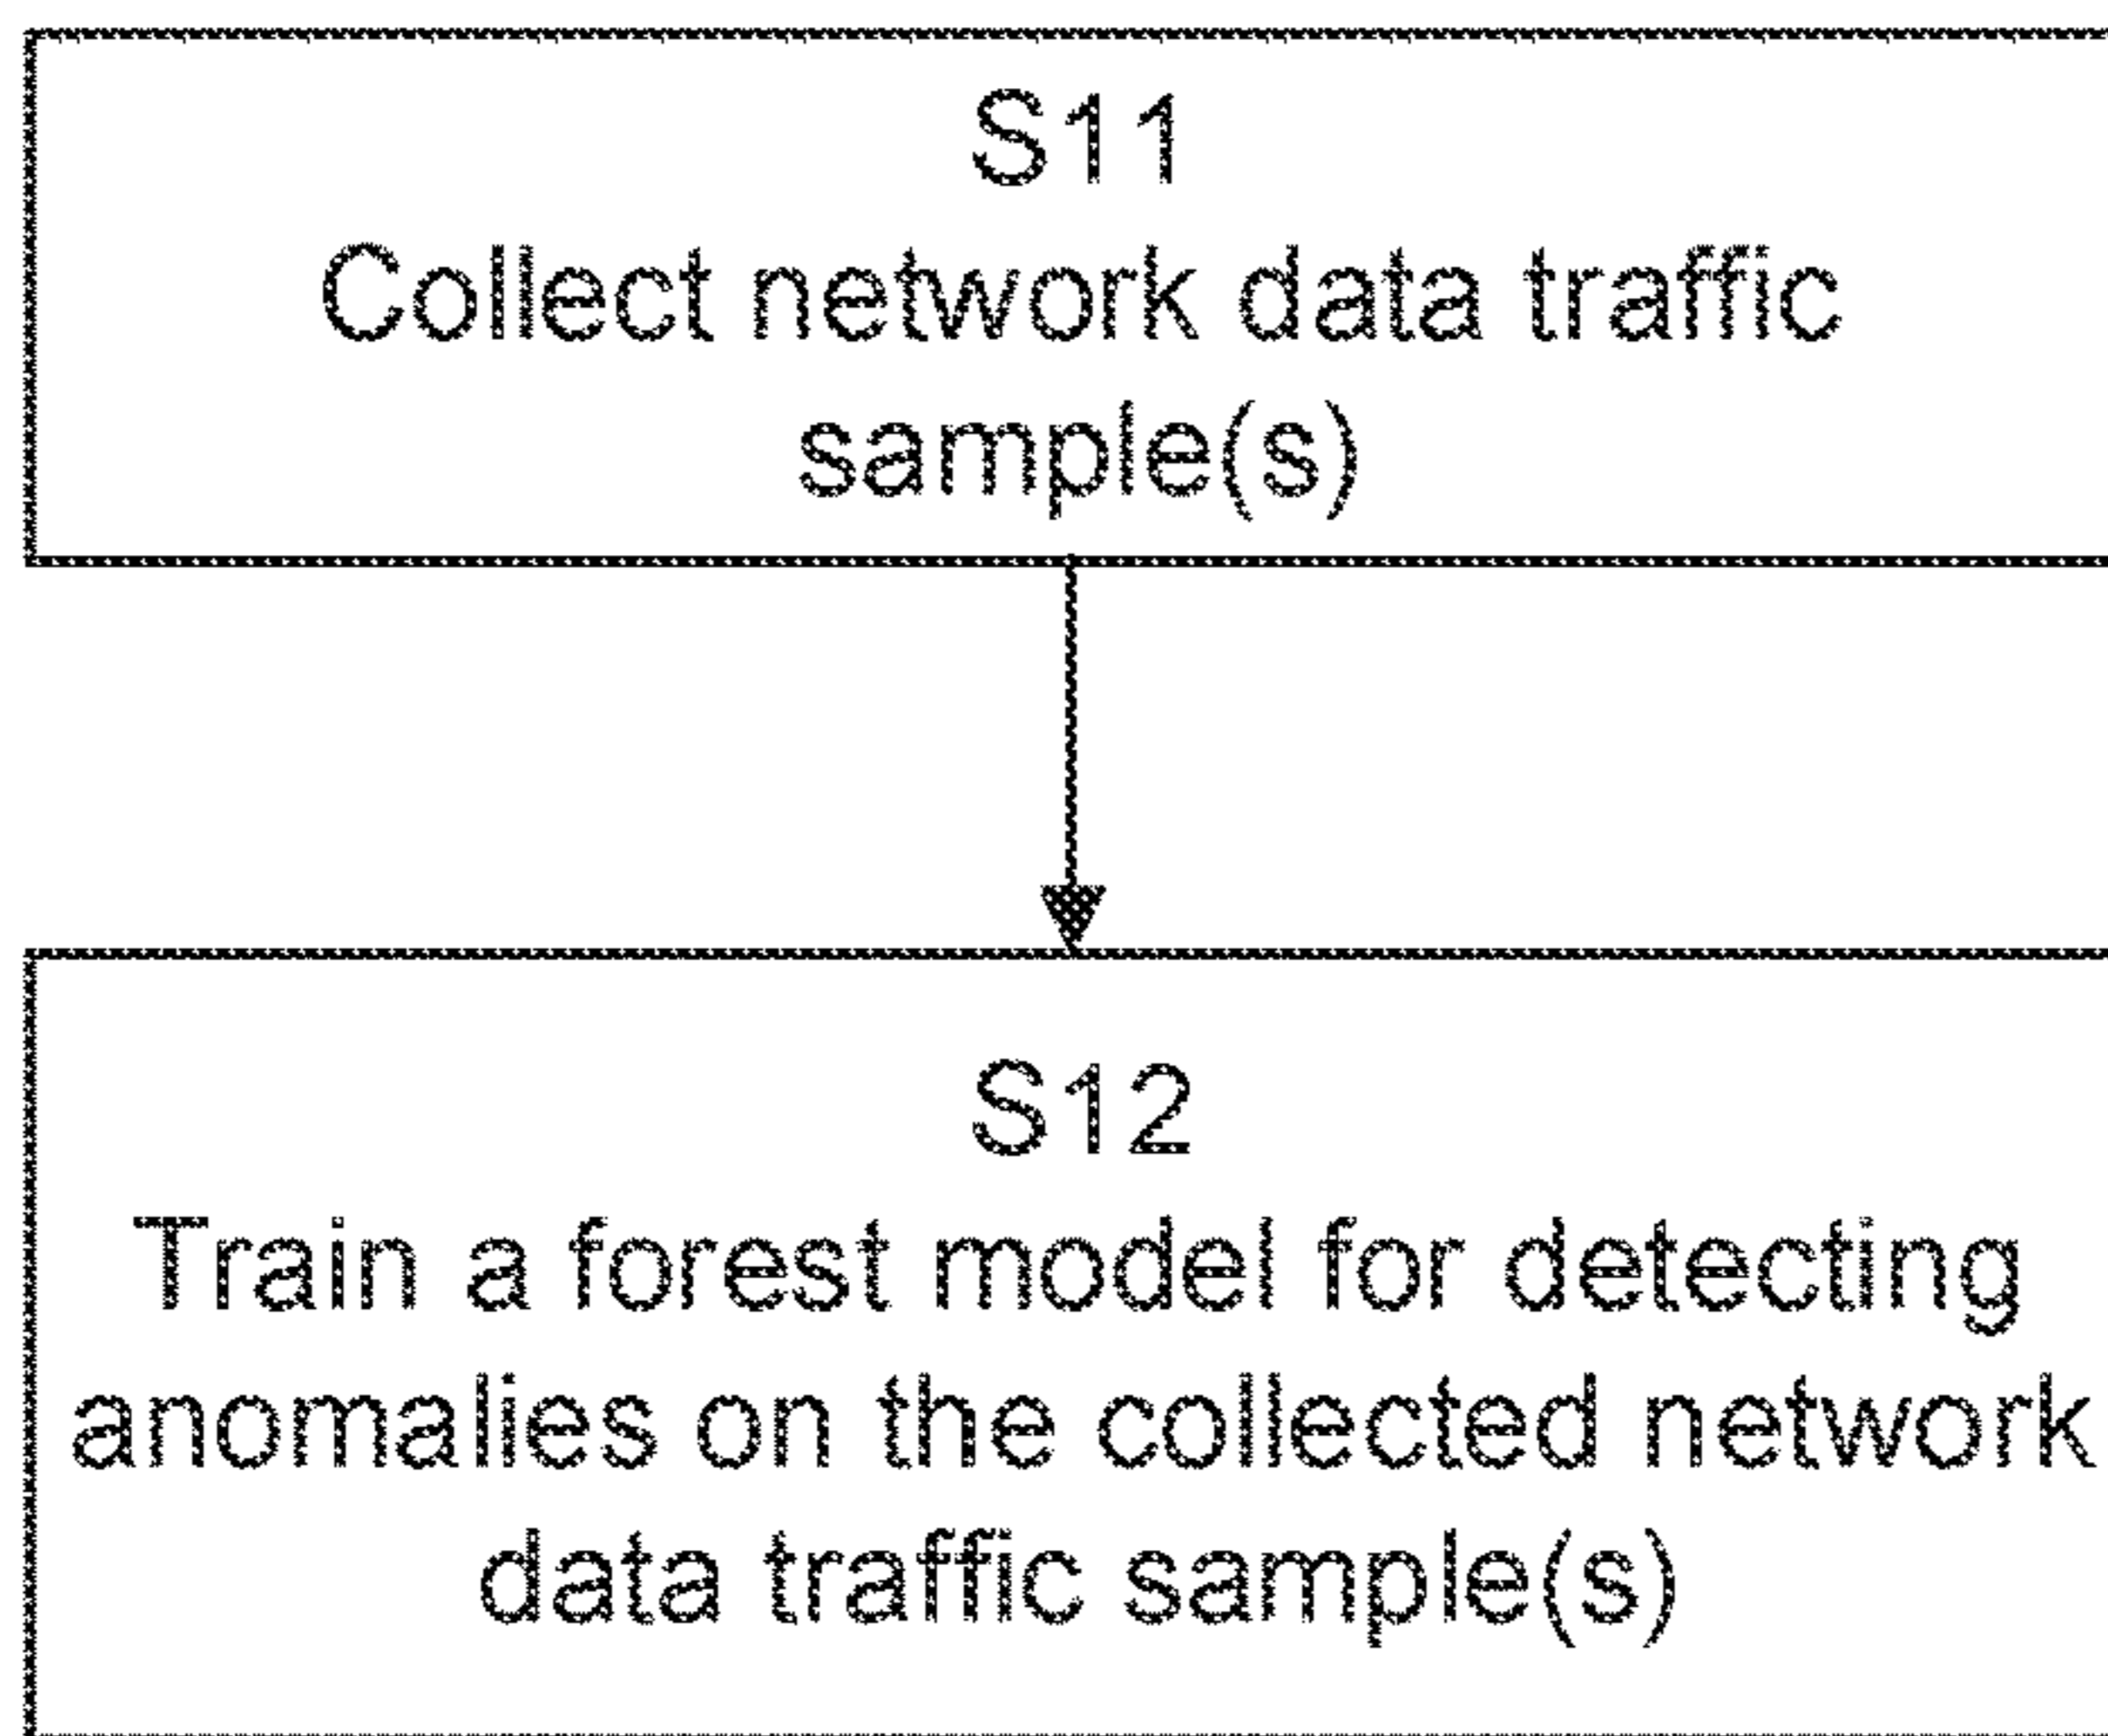 S11
Collect network data traffic
sample(s)
S12
Train a forest model for detecting
anomalies on the collected network
data traffic sample(s)